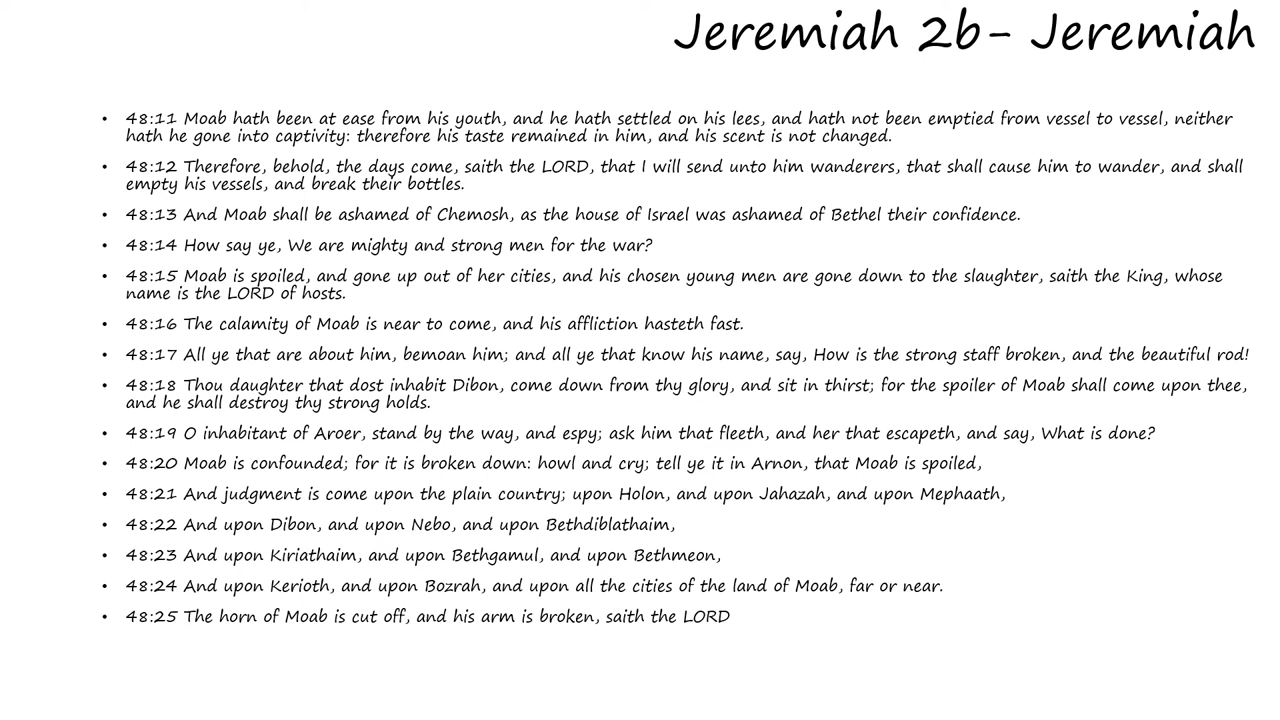 Jeremiah 2b- Jeremiah
• 48:11 Moab hath been at ease from his youth, and he hath settled on his lees, and hath not been emptied from vessel to vessel, neither
hath he gone into captivity: therefore his taste remained in him, and his scent is not changed.
• 48:12 Therefore, behold, the days come, saith the LORD, that I will send unto him wanderers, that shall cause him to wander, and shall
empty his vessels, and break their bottles.
• 48:13 And Moab shall be ashamed of Chemosh, as the house of Israel was ashamed of Bethel their confidence.
• 48:14 How say ye, We are mighty and strong men for the war?
• 48:15 Moab is spoiled, and gone up out of her cities, and his chosen young men are gone down to the slaughter, saith the King, whose
name is the LORD of hosts.
• 48:16 The calamity of Moab is near to come, and his affliction hasteth fast.
• 48:17 All ye that are about him, bemoan him; and all ye that know his name, say, How is the strong staff broken, and the beautiful rod!
• 48:18 Thou daughter that dost inhabit Dibon, come down from thy glory, and sit in thirst; for the spoiler of Moab shall come upon thee,
and he shall destroy thy strong holds.
• 48:19 O inhabitant of Aroer, stand by the way, and espy; ask him that fleeth, and her that escapeth, and say, What is done?
• 48:20 Moab is confounded; for it is broken down: howl and cry; tell ye it in Arnon, that Moab is spoiled,
• 48:21 And judgment is come upon the plain country; upon Holon, and upon Jahazah, and upon Mephaath,
• 48:22 And upon Dibon, and upon Nebo, and upon Bethdiblathaim,
• 48:23 And upon Kiriathaim, and upon Bethgamul, and upon Bethmeon,
• 48:24 And upon Kerioth, and upon Bozrah, and upon all the cities of the land of Moab, far or near.
• 48:25 The horn of Moab is cut off, and his arm is broken, saith the LORD